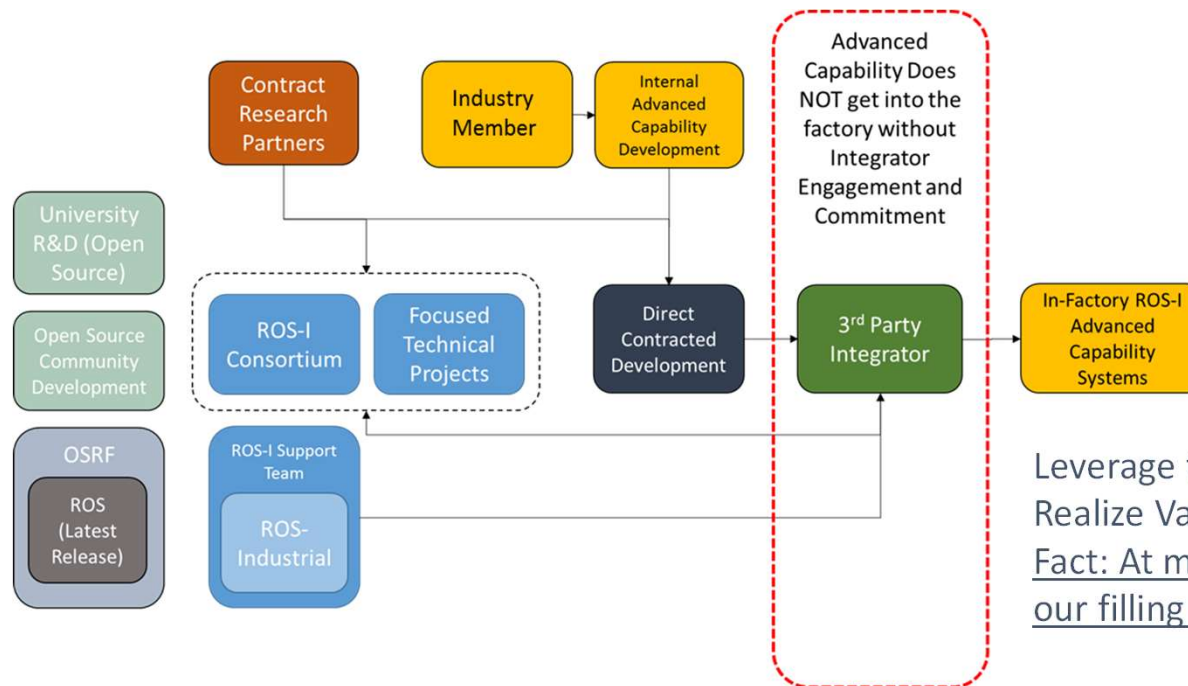 Contract
Research
Partners
Industry
Member
Internal
Advanced
Capability
Development
Advanced
Capability Does
NOT get into the
factory without
Integrator
Engagement and
Commitment
University
R&D (Open
Source)
Open Source
Community
Development
OSRF
ROS
(Latest
Release)
ROS-I
Consortium
Focused
Technical
Projects
ROS-I Support
Team
ROS-
Industrial
Direct
Contracted
Development
3rd Party
Integrator
In-Factory ROS-I
Advanced
Capability
Systems
Leverage
Realize
Fact: At
our filling